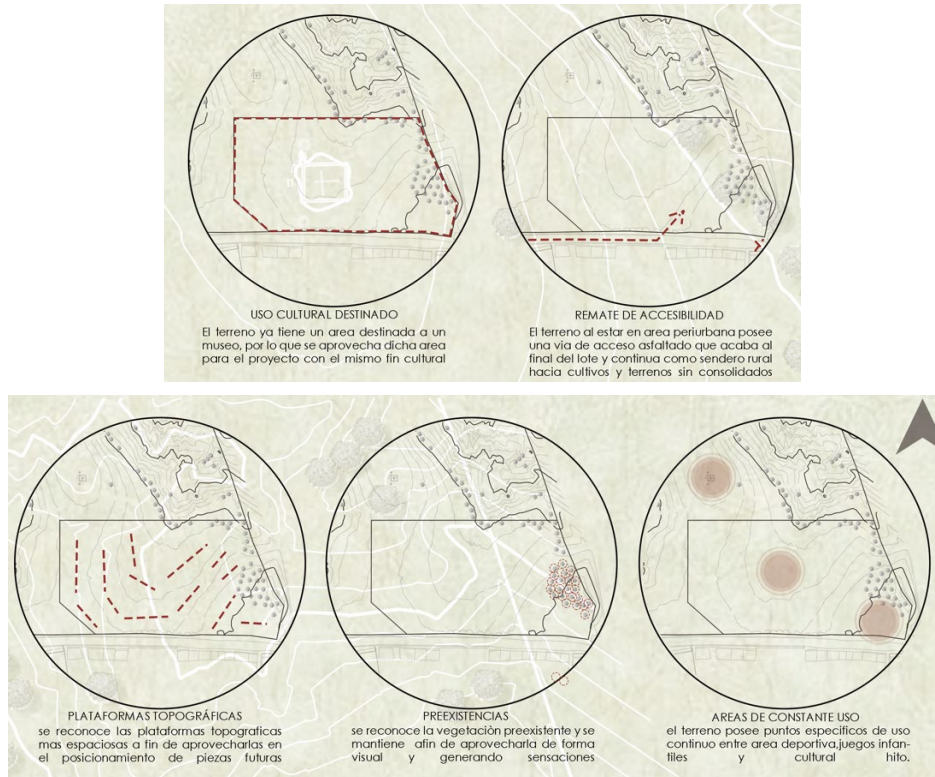 USO CULTURAL DESTINADO
El terreno ya tiene un area destinada a un
museo, por lo que se aprovecha dicha area
para el proyecto con el mismo fin cultural
REMATE DE ACCESIBILIDAD
El terreno al estar en area periurbana posee
una via de acceso asfaltado que acaba al
final del lote y continua como sendero rural
hacia cultivos y terrenos sin consolidados
PLATAFORMAS TOPOGRÁFICAS
se reconoce las plataformas topograficas
mas espaciosas a fin de aprovecharlas en
el posicionamiento de piezas futuras
PREEXISTENCIAS
se reconoce la vegetaciòn preexistente y se
mantiene afin de aprovecharla de forma
visual y generando sensaciones
AREAS DE CONSTANTE USO
el terreno posee puntos especificos de uso
continuo entre area deportiva,juegos infan-
tiles y cultural hito.